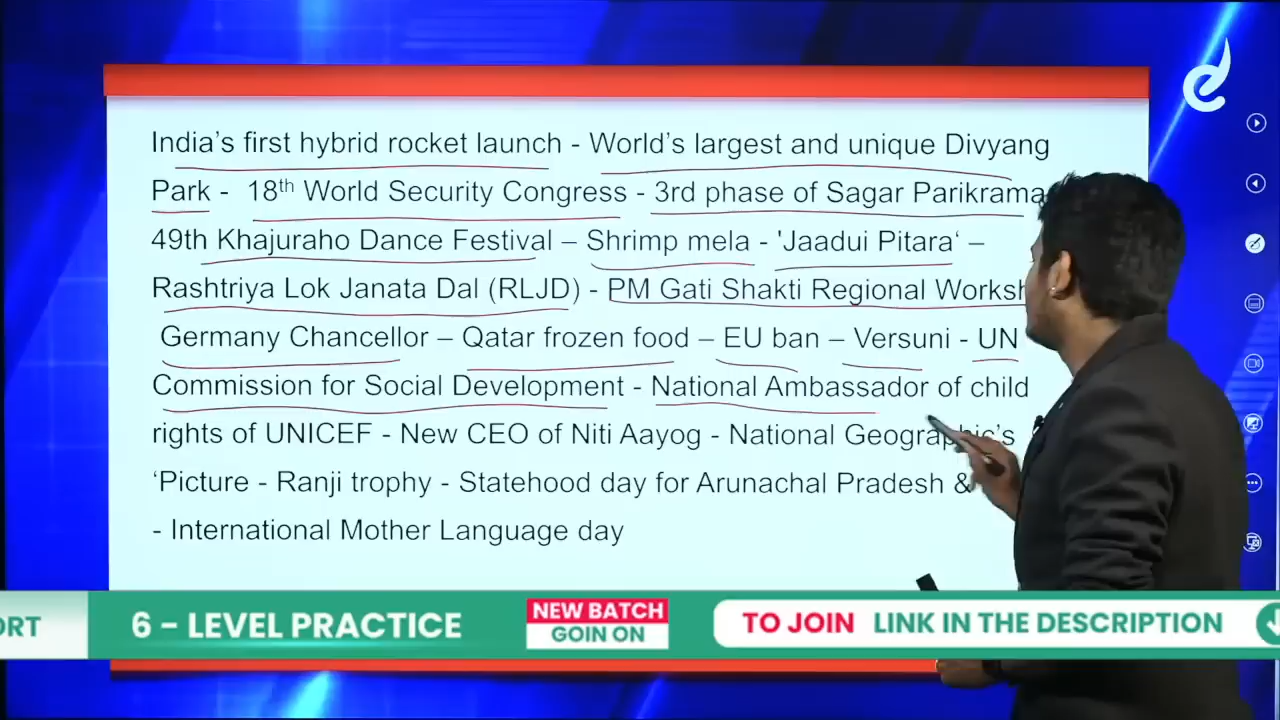 India’s first hybrid rocket launch - World’s largest and unique Divyang
Park - 18th World Security Congress - 3rd phase of Sagar Parikrama
49th Khajuraho Dance Festival – Shrimp mela - 'Jaadui Pitara‘ –
Rashtriya Lok Janata Dal (RLJD) - PM Gati Shakti Regional
Germany Chancellor – Qatar frozen food – EU ban – Versuni - UN
Commission for Social Development - National Ambassador of child
rights of UNICEF - New CEO of Niti Aayog - National Geographic’s
‘Picture - Ranji trophy - Statehood day for Arunachal Pradesh &
- International Mother Language day
6 - LEVEL PRACTICE
NEW BATCH
GOIN ON
TO JOIN LINK IN THE DESCRIPTION